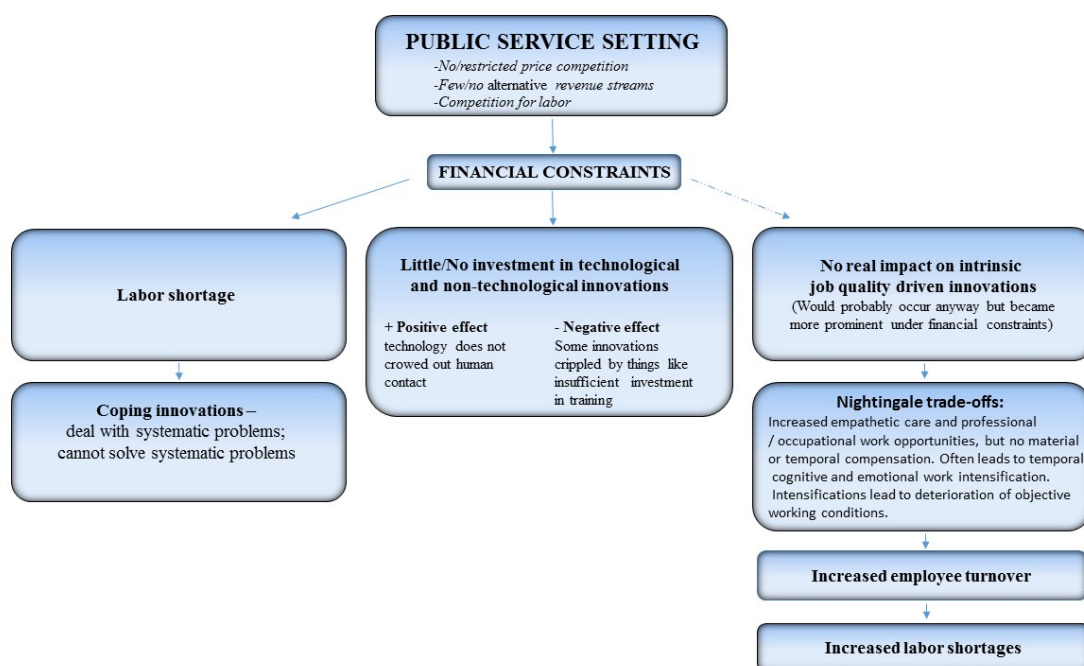 PUBLIC SERVICE SETTING
-No/restricted price competition
-Few/no alternative revenue streams
-Competition for labor
FINANCIAL CONSTRAINTS
Labor shortage
Coping innovations –
deal with systematic problems;
cannot solve systematic problems
Little/No investment in technological
and non-technological innovations
+ Positive effect
technology does not
crowed out human
contact
- Negative effect
Some innovations
crippled by things like
insufficient investment
in training
No real impact on intrinsic
job quality driven innovations
(Would probably occur anyway but became
more prominent under financial constraints)
Nightingale trade-offs:
Increased empathetic care and professional
/ occupational work opportunities, but no material
or temporal compensation. Often leads to temporal
cognitive and emotional work intensification.
Intensifications lead to deterioration of objective
working conditions.
Increased employee turnover
Increased labor shortages